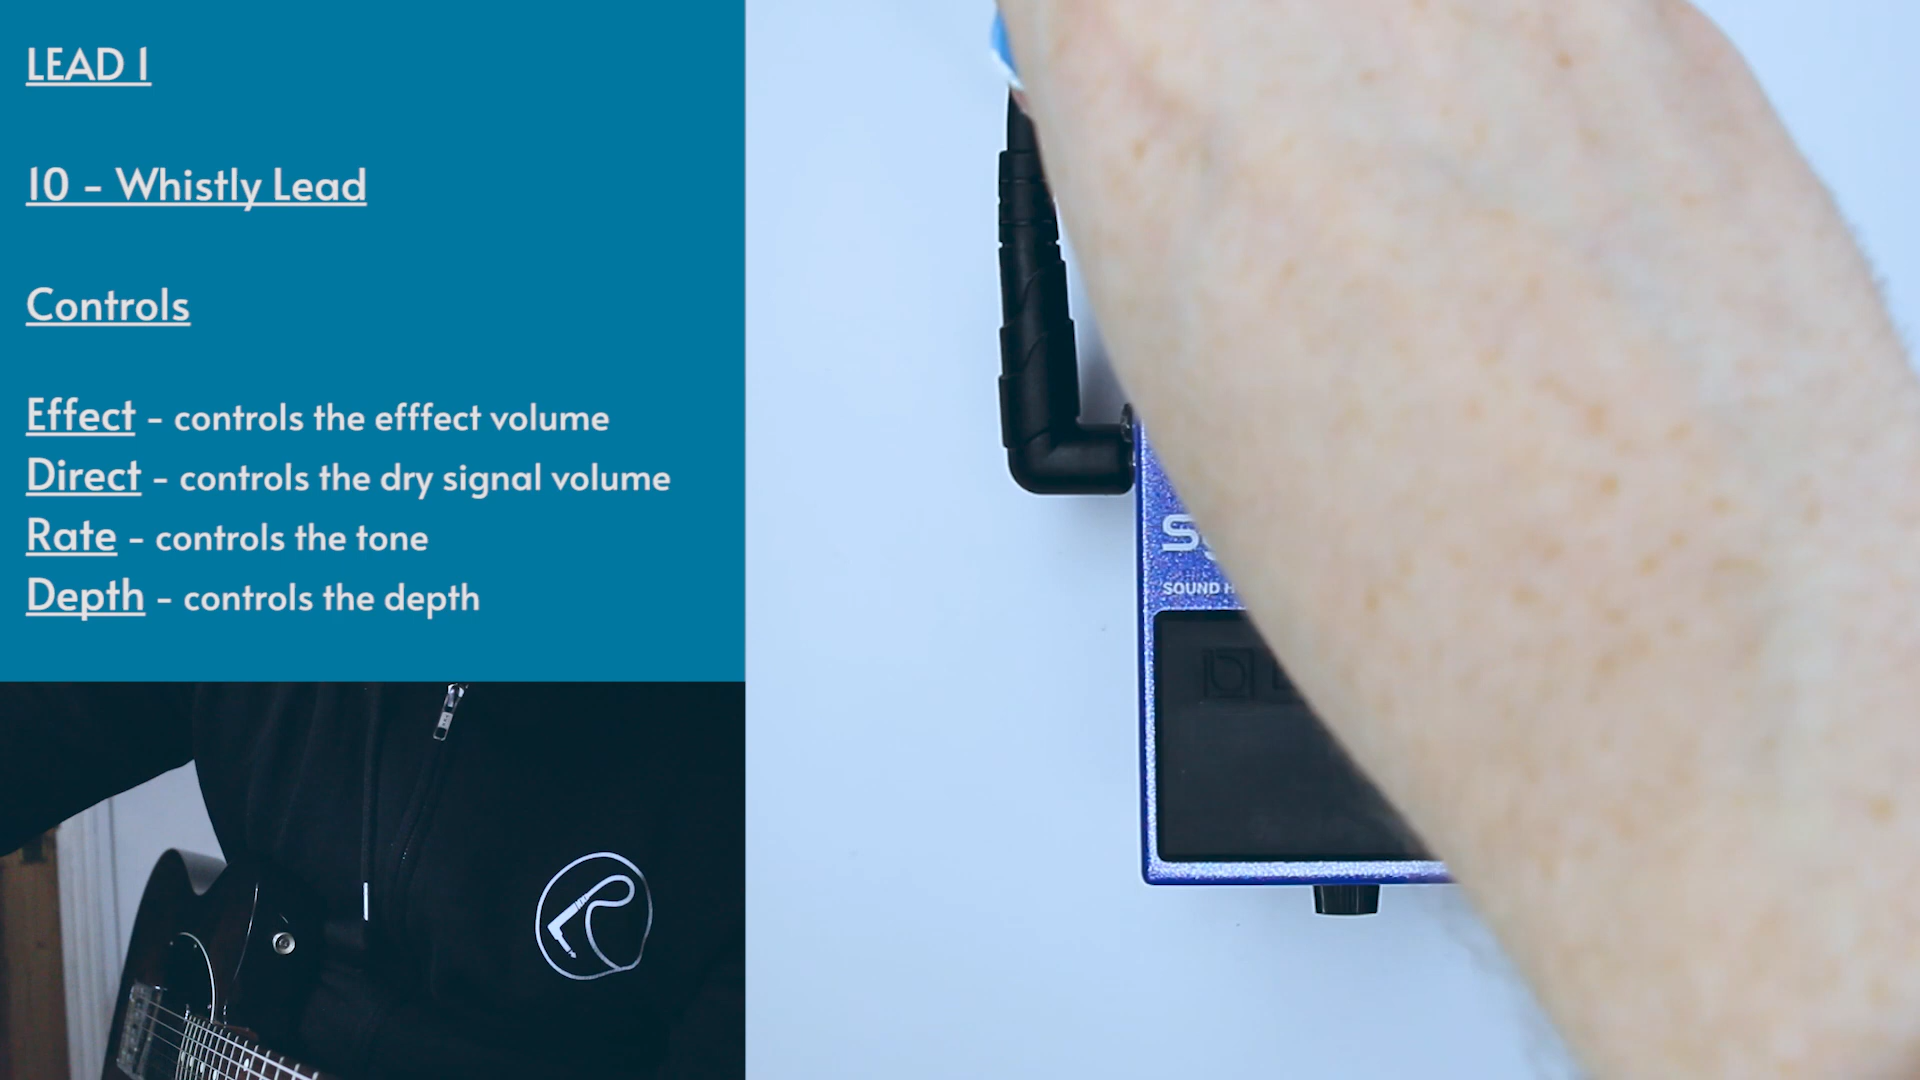 LEAD 1
10 - Whistly Lead
Controls
Effect - controls the efffect volume
Direct - controls the dry signal volume
Rate - controls the tone
Depth - controls the depth
SOUND